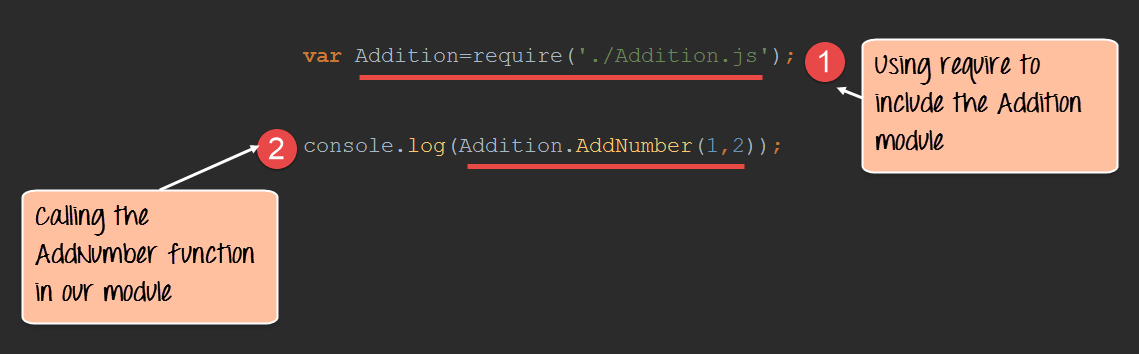 var Addition=require('./Addition.js');
1
Using require to
include the Addition
module
2
console.log(Addition.AddNumber(1,2));
Calling the
AddNumber function
in our module